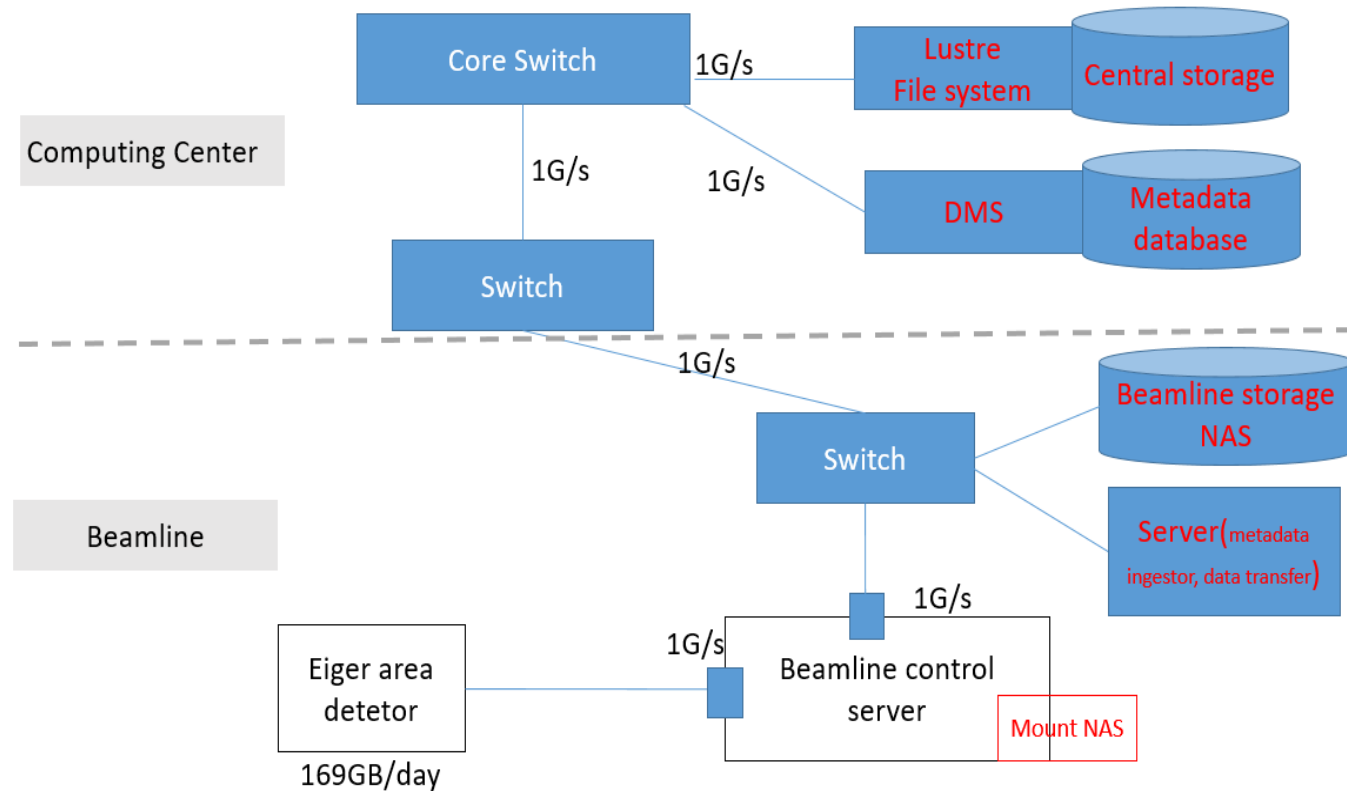 Core Switch
1G/s
Lustre
File system
Central storage
Computing Center
1G/s
1G/s
DMS
Metadata
database
Switch
1G/s
Beamline storage
NAS
Switch
Beamline
Server(metadata
ingestor, data transfer)
1G/s
1G/s
Eiger area
detetor
Beamline control
server
Mount NAS
169GB/day